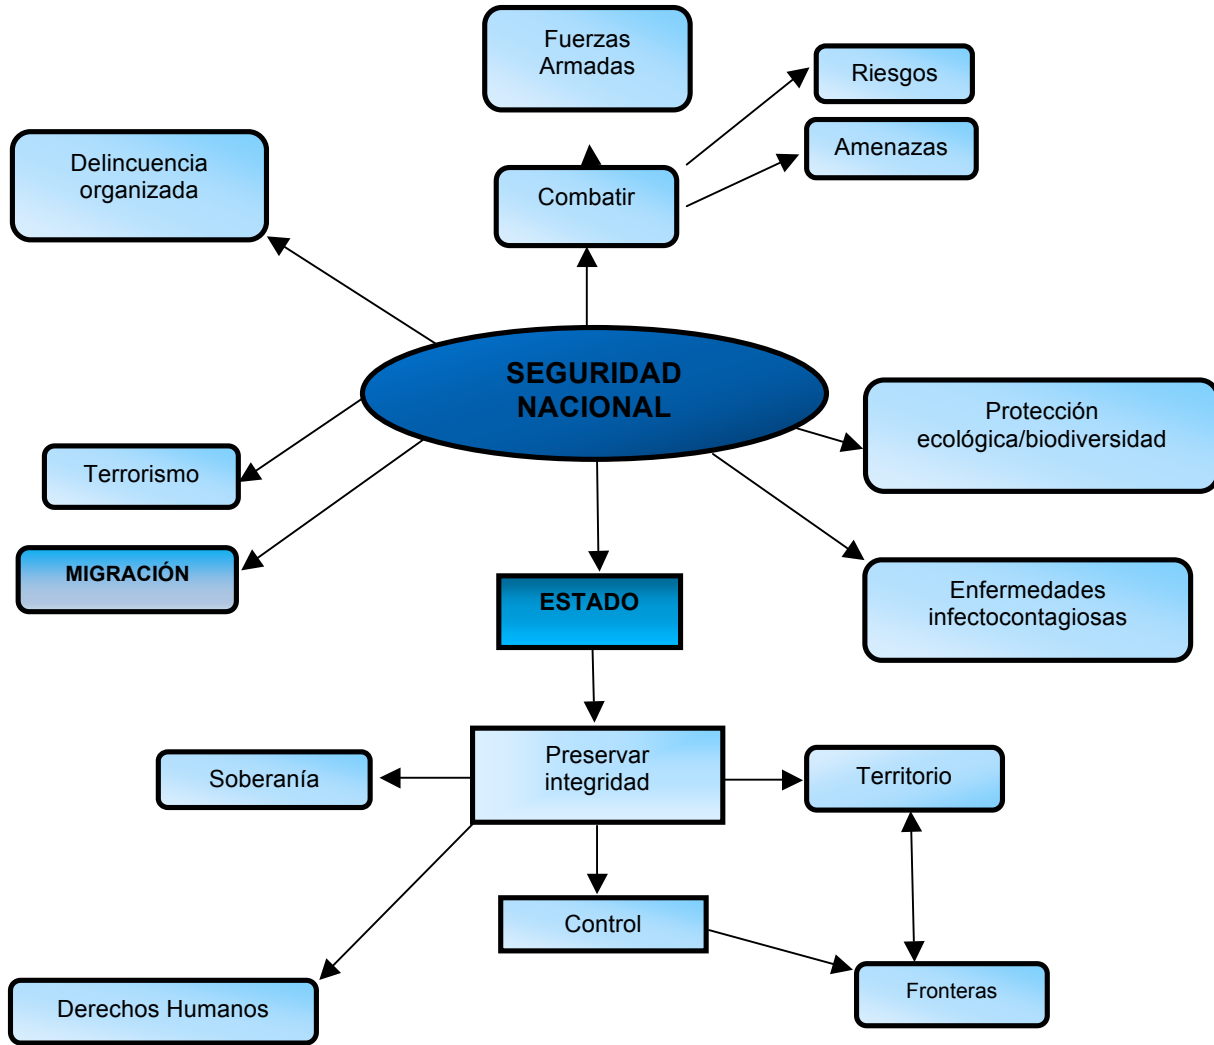 Fuerzas
Armadas
Riesgos
Amenazas
Delincuencia
organizada
Combatir
SEGURIDAD
NACIONAL
Protección
ecológica/biodiversidad
Terrorismo
MIGRACIÓN
ESTADO
Enfermedades
infectocontagiosas
Preservar
integridad
Soberanía
Territorio
Control
Fronteras
Derechos Humanos